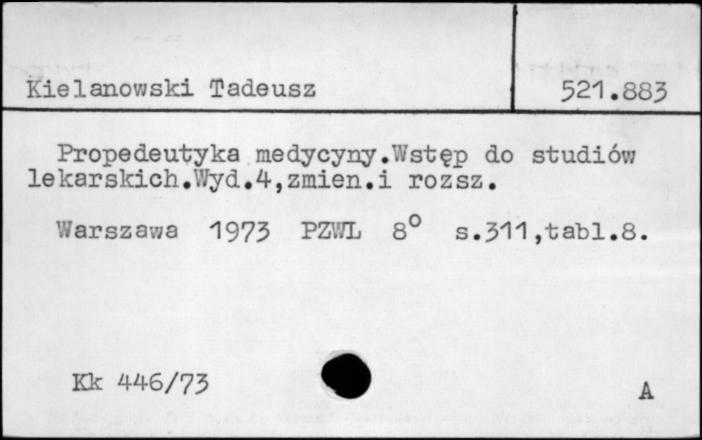 Kielanowski Tadeusz
521.883
Propedeutyka medycyny.Wstęp do studiów
lekarskich.Wyd.4,zmien.i rozsz.
Warszawa 1973 PZWL 8° s.311,tabl.8.
Kk 446/73
A